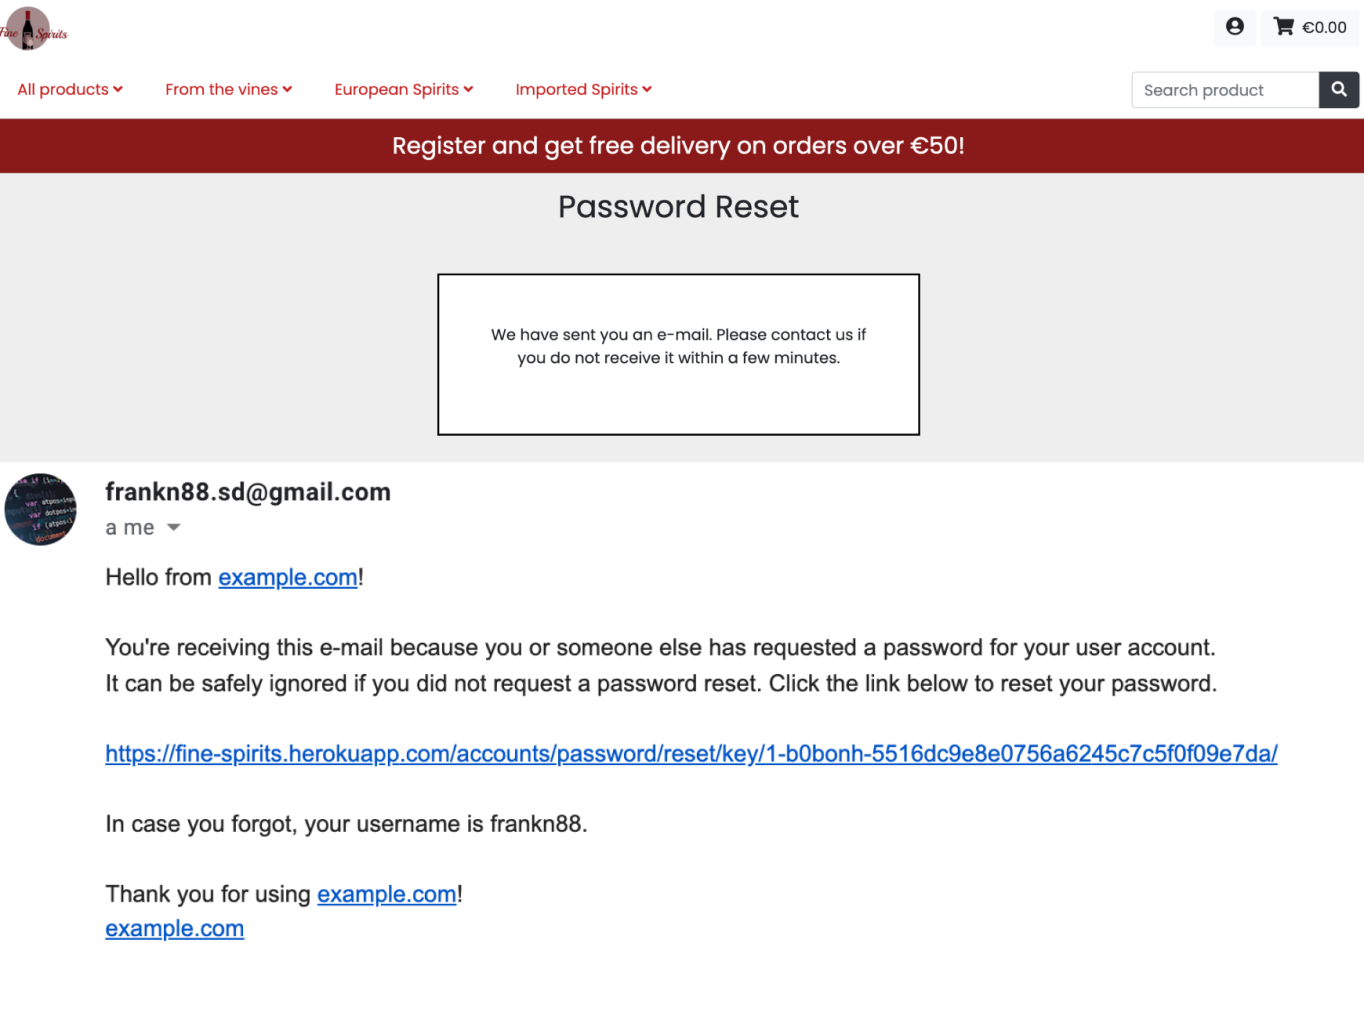 Fine Spirits
€0.00
All products
From the vines
European Spirits
Imported Spirits
Search product
Register and get free delivery on orders over €50!
Password Reset
We have sent you an e-mail. Please contact us if
you do not receive it within a few minutes.
frankn88.sd@gmail.com
a me
Hello from example.com!
You're receiving this e-mail because you or someone else has requested a password for your user account.
It can be safely ignored if you did not request a password reset. Click the link below to reset your password.
https://fine-spirits.herokuapp.com/accounts/password/reset/key/1-b0bonh-5516dc9e8e0756a6245c7c5f0f09e7da/
In case you forgot, your username is frankn88.
Thank you for using example.com!
example.com